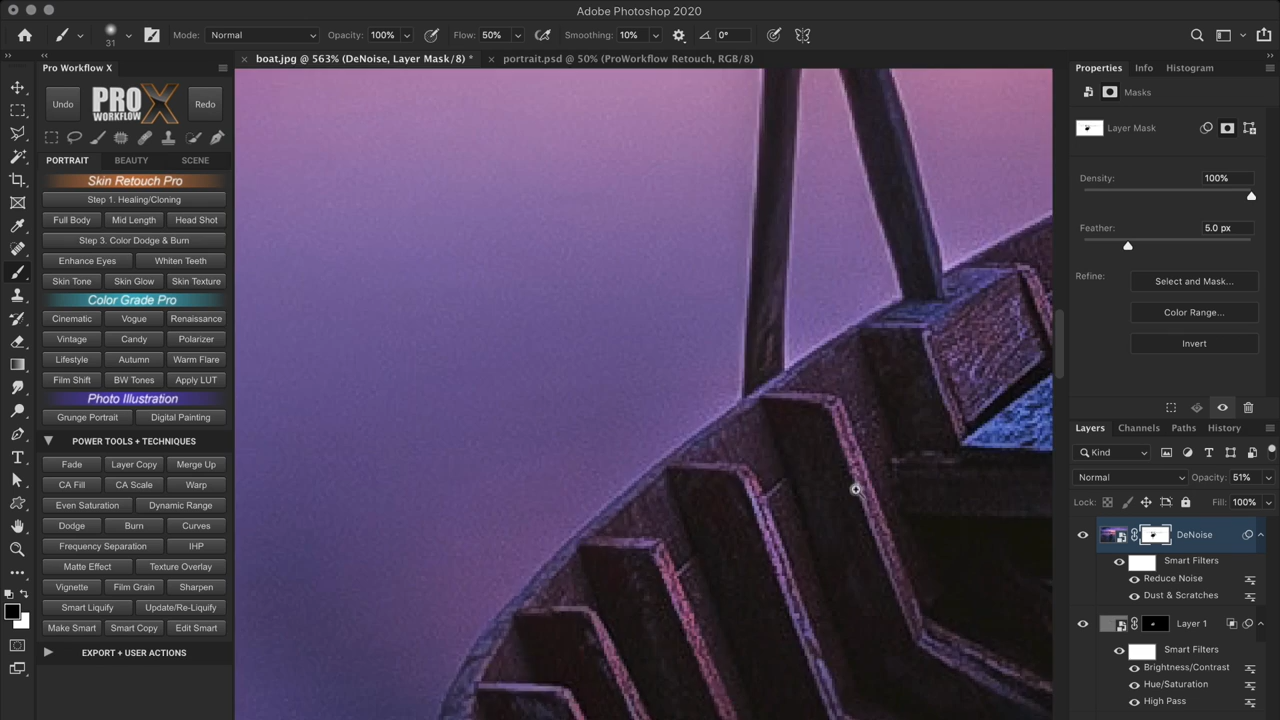 Adobe Photoshop 2020
31
Mode: Normal
Opacity: 100%
Flow: 50%
Smoothing: 10%
0°
boat.jpg @ 563% (DeNoise, Layer Mask/8) *
portrait.psd @ 50% (ProWorkflow Retouch, RGB/8)
Pro Workflow X
Undo
PRO WORKFLOW X
Redo
PORTRAIT BEAUTY SCENE
Skin Retouch Pro
Step 1. Healing/Cloning
Full Body Mid Length Head Shot
Step 3. Color Dodge & Burn
Enhance Eyes Whiten Teeth
Skin Tone Skin Glow Skin Texture
Color Grade Pro
Cinematic Vogue Renaissance
Vintage Candy Polarizer
Lifestyle Autumn Warm Flare
Film Shift BW Tones Apply LUT
Photo Illustration
Grunge Portrait Digital Painting
POWER TOOLS + TECHNIQUES
Fade Layer Copy Merge Up
CA Fill CA Scale Warp
Even Saturation Dynamic Range
Dodge Burn Curves
Frequency Separation IHP
Matte Effect Texture Overlay
Vignette Film Grain Sharpen
Smart Liquify Update/Re-Liquify
Make Smart Smart Copy Edit Smart
EXPORT + USER ACTIONS
Properties Info Histogram
Masks
Layer Mask
Density: 100%
Feather: 5.0 px
Refine: Select and Mask...
Color Range...
Invert
Layers Channels Paths History
Kind
Normal Opacity: 51%
Lock: Fill: 100%
DeNoise
Smart Filters
Reduce Noise
Dust & Scratches
Layer 1
Smart Filters
Brightness/Contrast
Hue/Saturation
High Pass